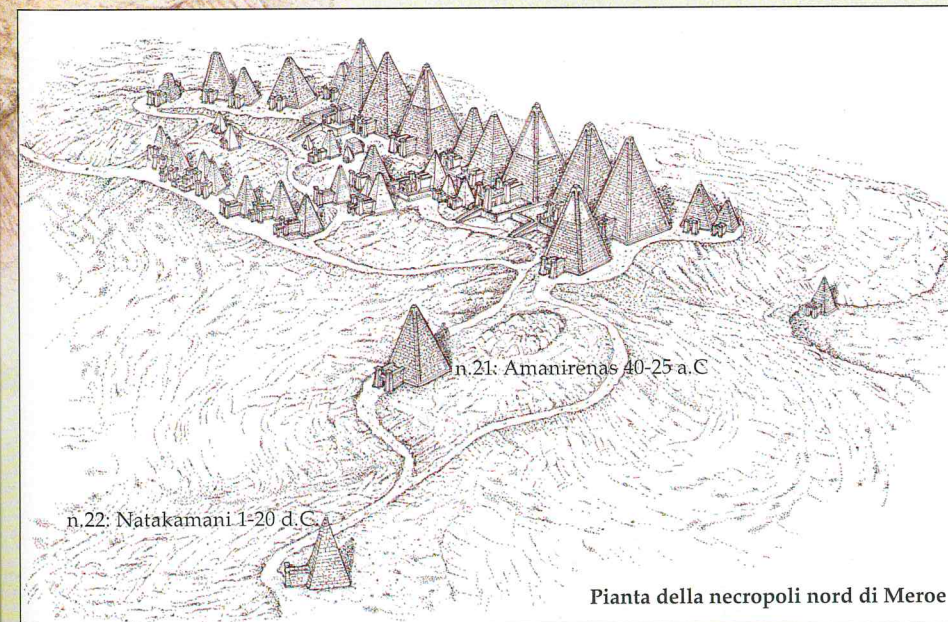 n.21: Amanirenas 40-25 a.C
n.22: Natakamani 1-20 d.C.
Pianta della necropoli nord di Meroe